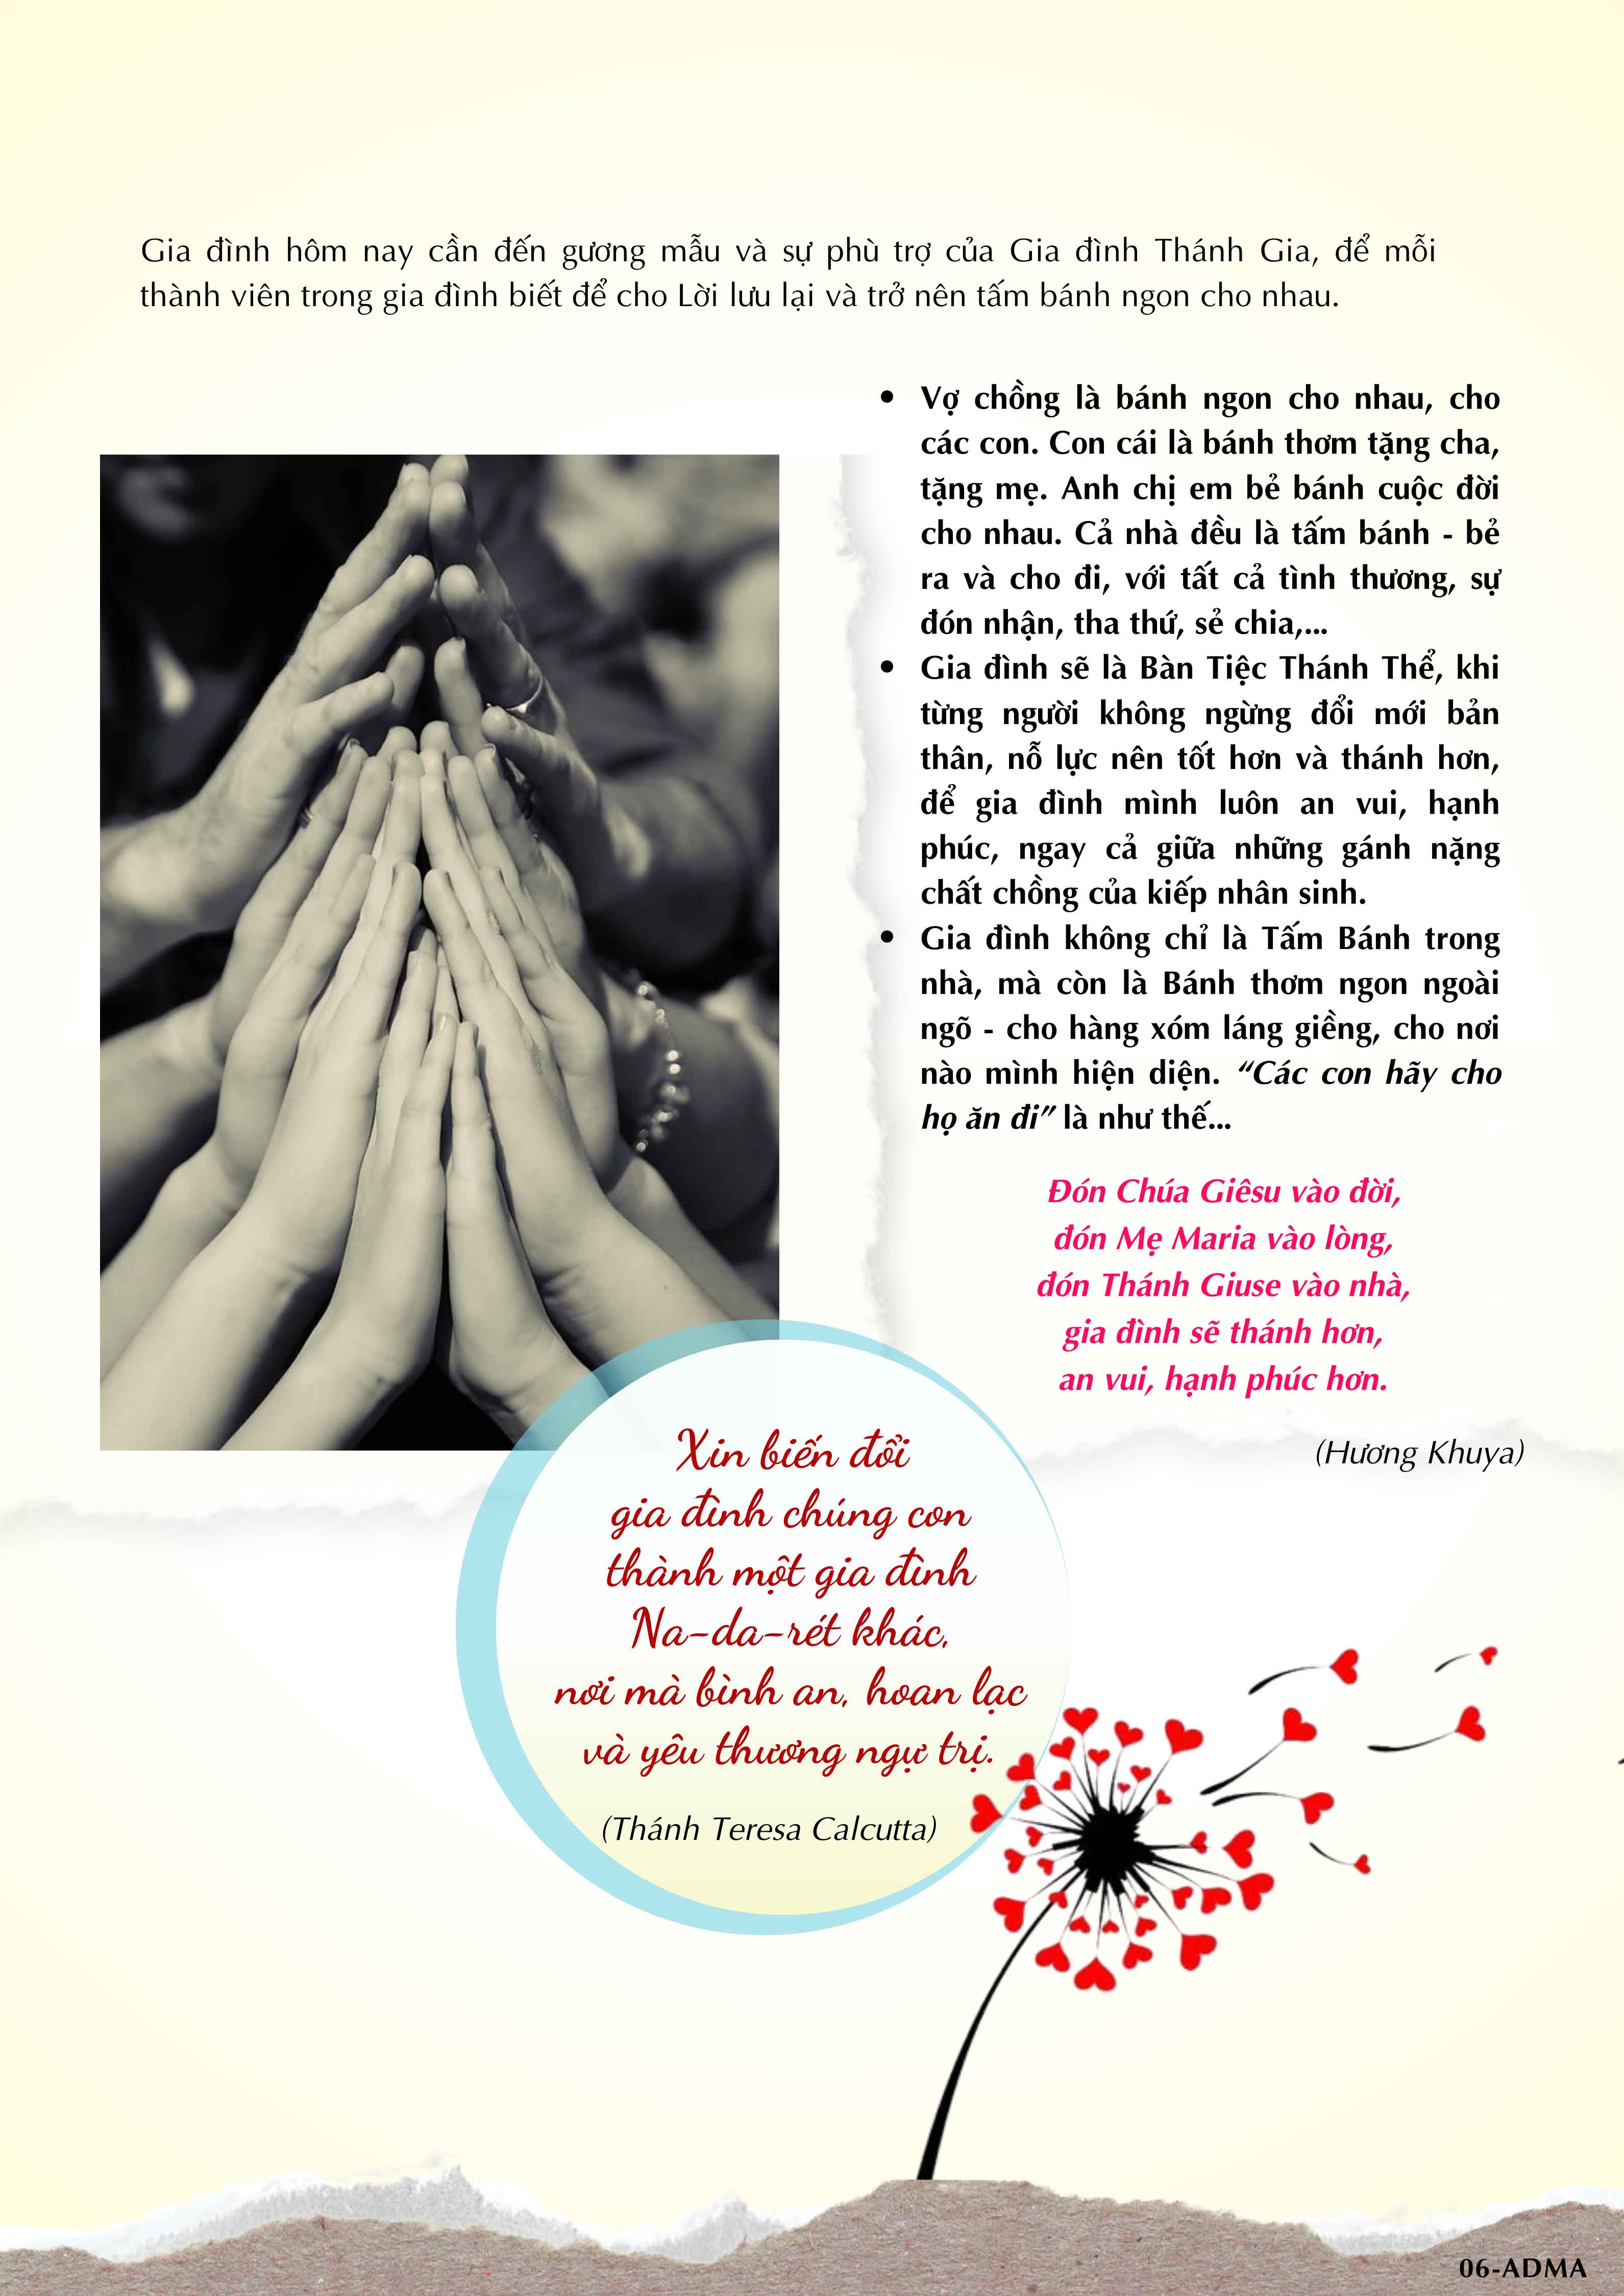 Gia đình hôm nay cần đến gương mẫu và sự phù trợ của Gia đình Thánh Gia, để mỗi
thành viên trong gia đình biết để cho Lời lưu lại và trở nên tấm bánh ngon cho nhau.
• Vợ chồng là bánh ngon cho nhau, cho
các con. Con cái là bánh thơm tặng cha,
tặng mẹ. Anh chị em bẻ bánh cuộc đời
cho nhau. Cả nhà đều là tấm bánh - bẻ
ra và cho đi, với tất cả tình thương, sự
đón nhận, tha thứ, sẻ chia,...
• Gia đình sẽ là Bàn Tiệc Thánh Thể, khi
từng người không ngừng đổi mới bản
thân, nỗ lực nên tốt hơn và thánh hơn,
để gia đình mình luôn an vui, hạnh
phúc, ngay cả giữa những gánh nặng
chất chồng của kiếp nhân sinh.
• Gia đình không chỉ là Tấm Bánh trong
nhà, mà còn là Bánh thơm ngon ngoài
ngõ - cho hàng xóm láng giềng, cho nơi
nào mình hiện diện. “Các con hãy cho
họ ăn đi” là như thế...
Đón Chúa Giêsu vào đời,
đón Mẹ Maria vào lòng,
đón Thánh Giuse vào nhà,
gia đình sẽ thánh hơn,
an vui, hạnh phúc hơn.
(Hương Khuya)
Xin biến đổi
gia đình chúng con
thành một gia đình
Na-da-rét khác,
nơi mà bình an, hoan lạc
và yêu thương ngự trị.
(Thánh Teresa Calcutta)
06-ADMA